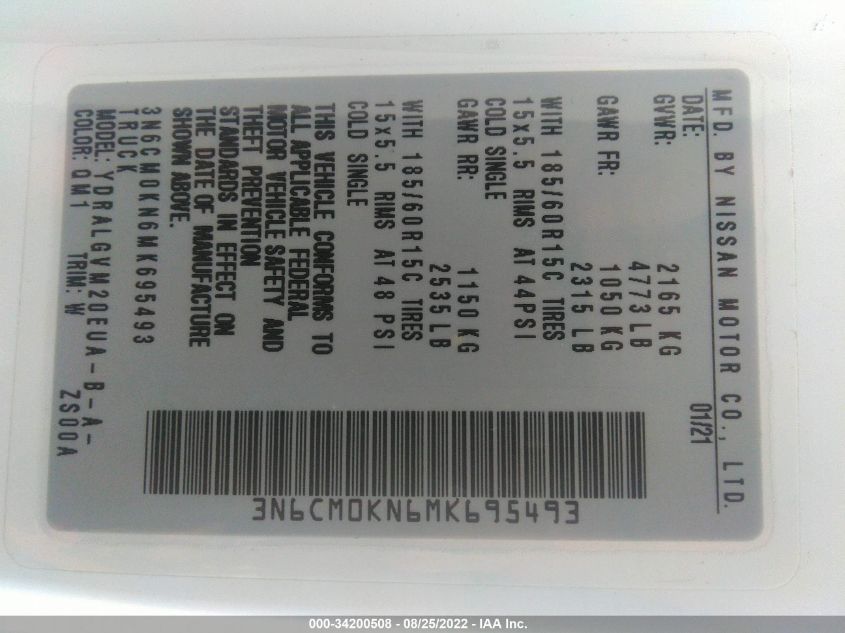 MFD. BY NISSAN MOTOR CO., LTD.
DATE: 01/21
GVWR: 2165 KG
4773LB
GAWR FR: 1050KG
2315 LB
WITH 185/60R15C TIRES
15x5.5 RIMS AT 44PSI
COLD SINGLE
GAWR RR: 1150 KG
2535 LB
WITH 185/60R15C TIRES
15x5.5 RIMS AT 48 PSI
COLD SINGLE
THIS VEHICLE CONFORMS TO
ALL APPLICABLE FEDERAL
MOTOR VEHICLE SAFETY AND
THEFT PREVENTION
STANDARDS IN EFFECT ON
THE DATE OF MANUFACTURE
SHOWN ABOVE.
3N6CM0KN6MK695493
TRUCK
MODEL: YDRALGVM20EUA-B-A-
ZS00A
COLOR: QM1 TRIM: W
3N6CM0KN6MK695493
000-34200508 - 08/25/2022 - IAA Inc.